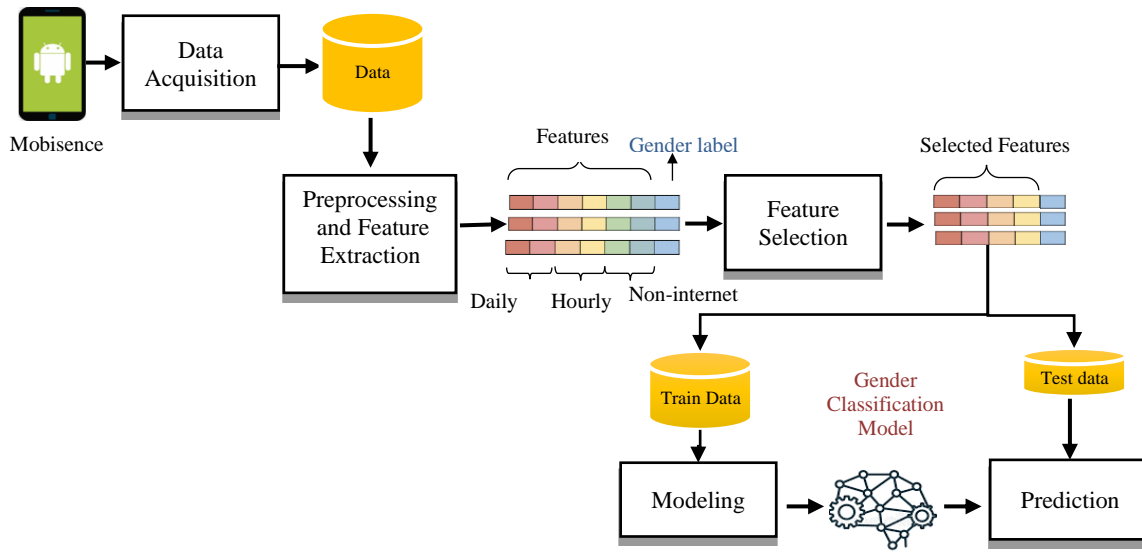 Mobisence
Data
Acquisition
Data
Preprocessing
and Feature
Extraction
Features
Gender label
Daily
Hourly
Non-internet
Feature
Selection
Selected Features
Train Data
Test data
Gender
Classification
Model
Modeling
Prediction